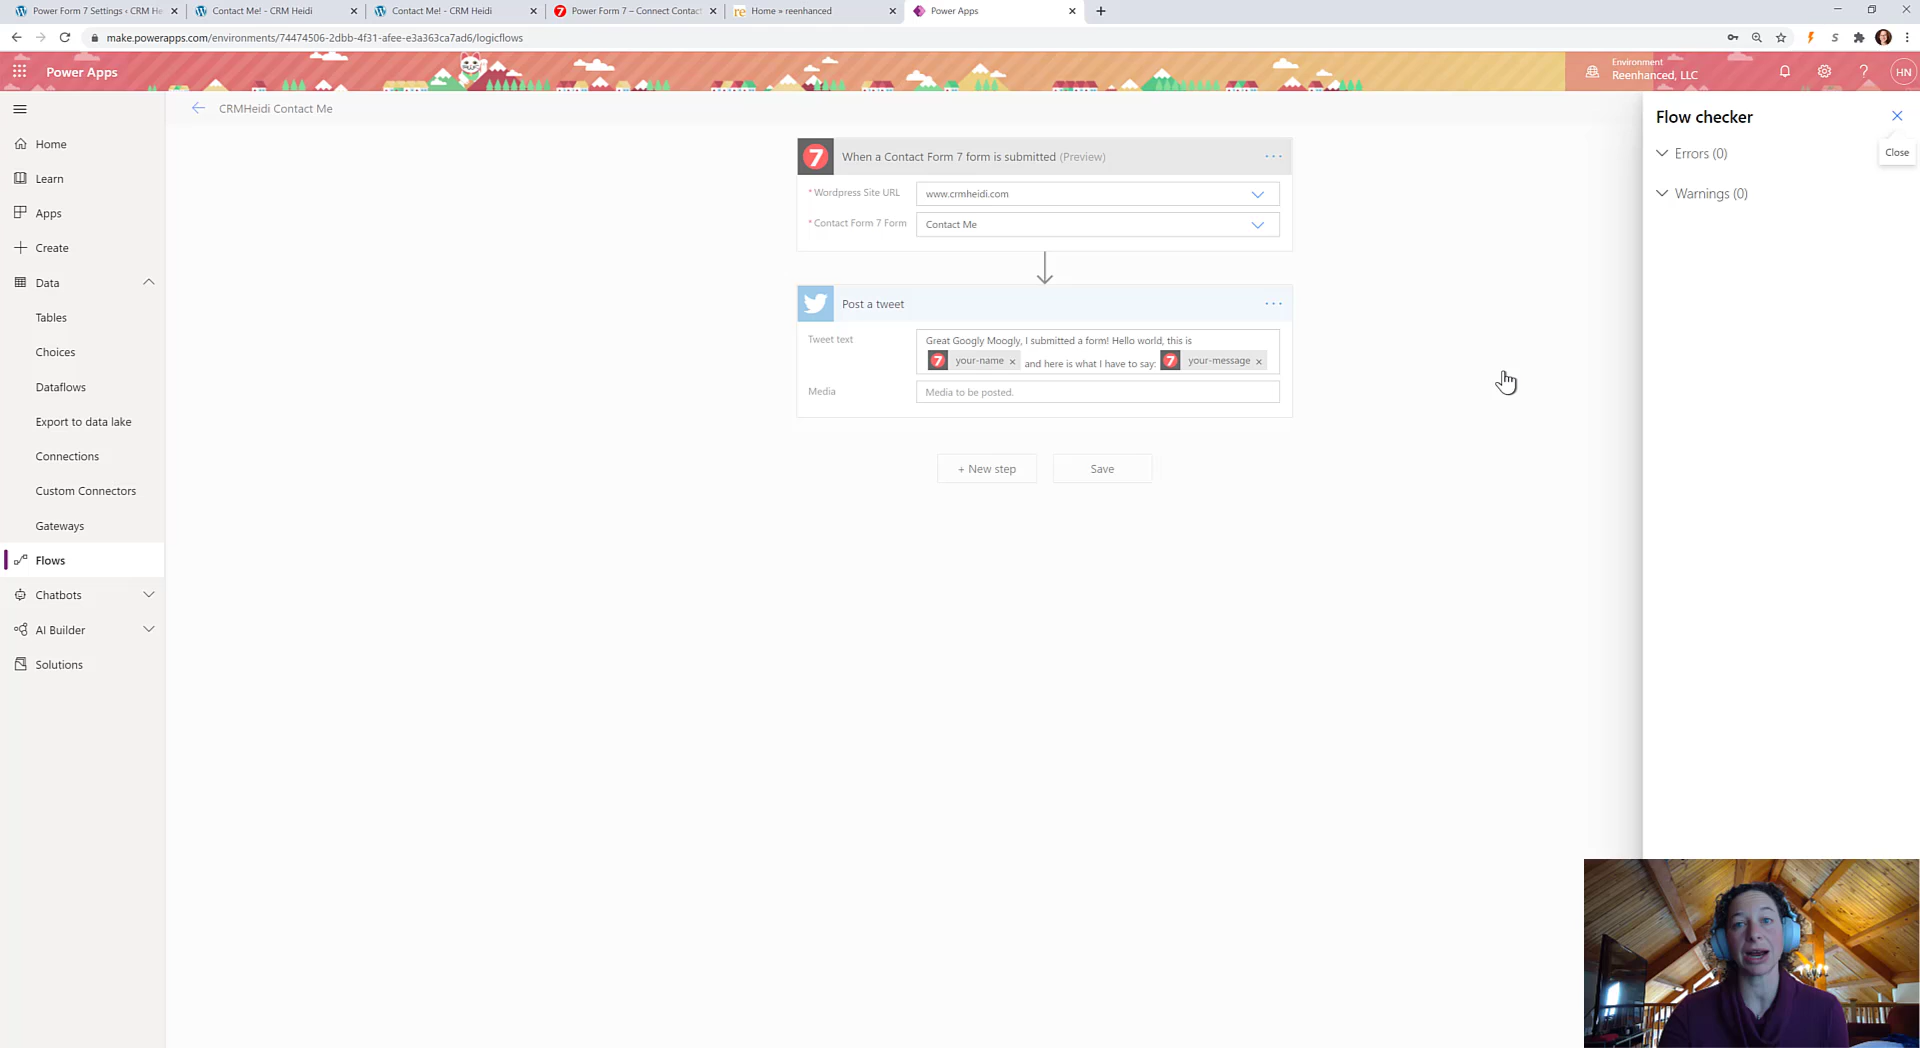 Power Form 7 Settings ‹ CRM He
Contact Me! - CRM Heidi
Contact Me! - CRM Heidi
Power Form 7 – Connect Contac
Home » reenhanced
Power Apps
make.powerapps.com/environments/74474506-2dbb-4f31-afee-e3a363ca7ad6/logicflows
Power Apps
Environment
Reenhanced, LLC
HN
CRMHeidi Contact Me
Home
Learn
Apps
Create
Data
Tables
Choices
Dataflows
Export to data lake
Connections
Custom Connectors
Gateways
Flows
Chatbots
AI Builder
Solutions
7 When a Contact Form 7 form is submitted (Preview)
* Wordpress Site URL www.crmheidi.com
* Contact Form 7 Form Contact Me
Post a tweet
Tweet text
Great Googly Moogly, I submitted a form! Hello world, this is
7 your-name × and here is what I have to say: 7 your-message ×
Media Media to be posted.
+ New step
Save
Flow checker
Close
Errors (0)
Warnings (0)